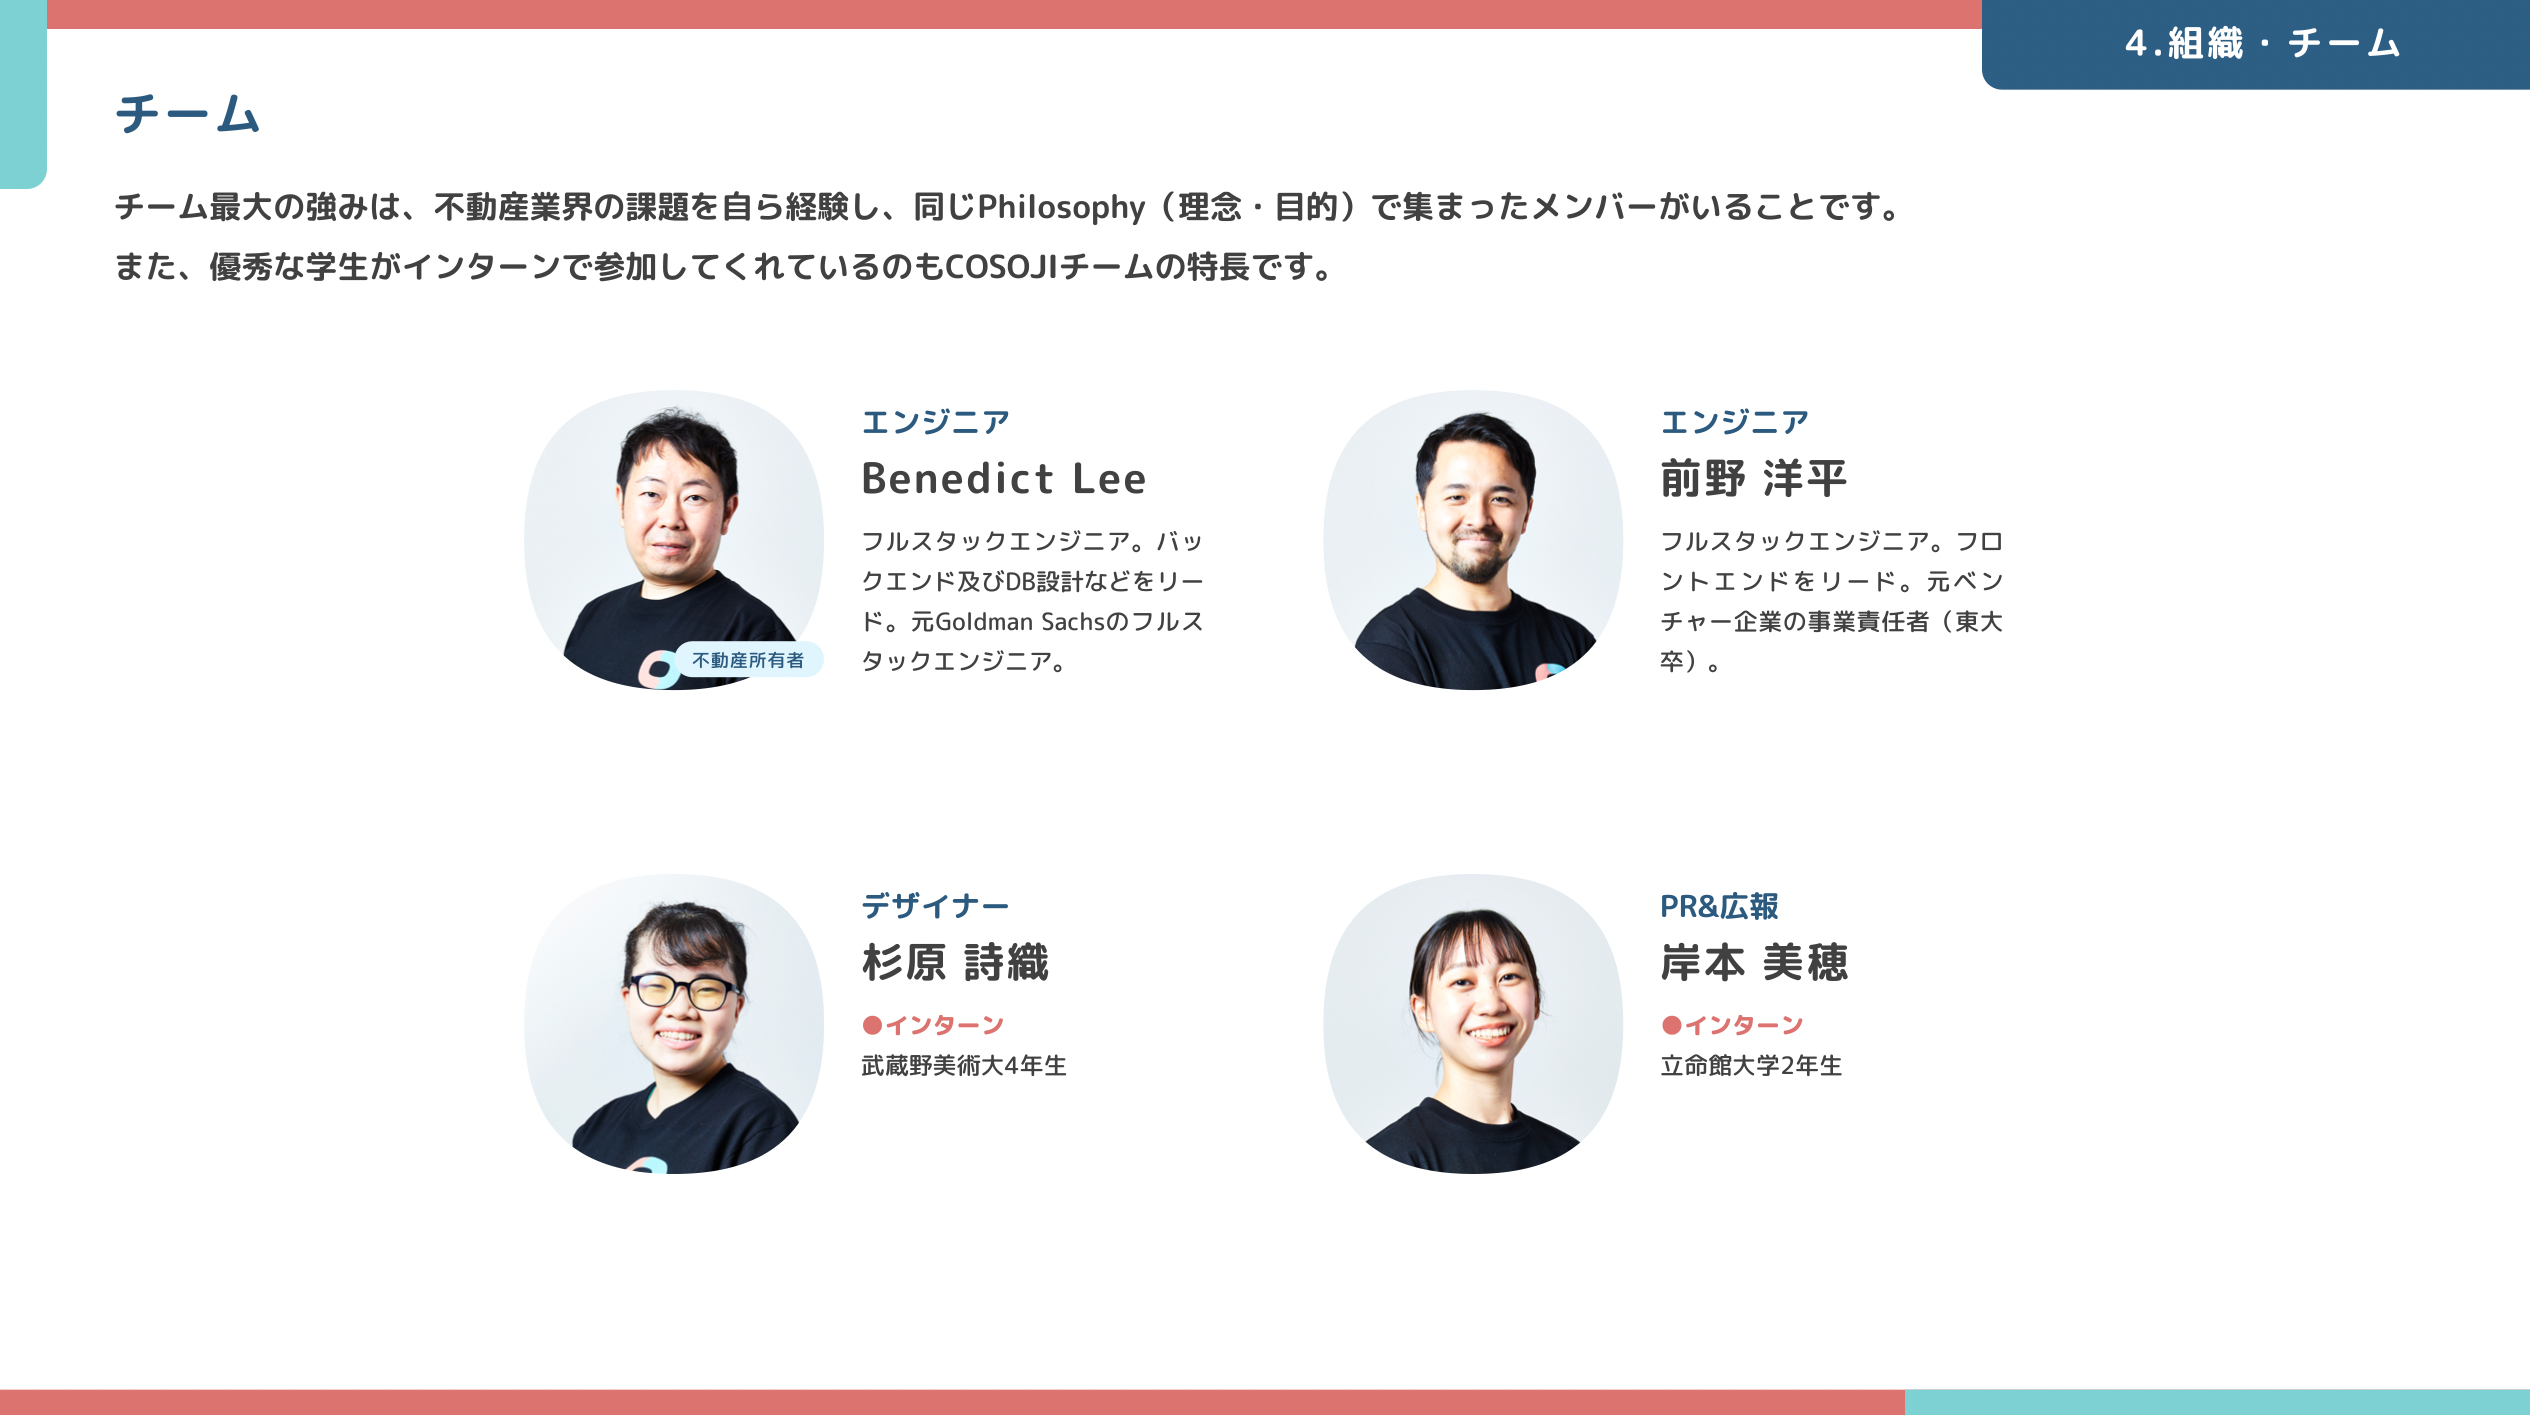 4.組織・チーム
チーム
チーム最大の強みは、不動産業界の課題を自ら経験し、同じPhilosophy（理念・目的）で集まったメンバーがいることです。
また、優秀な学生がインターンで参加してくれているのもCOSOJIチームの特長です。
エンジニア
Benedict Lee
フルスタックエンジニア。バッ
クエンド及びDB設計などをリー
ド。元Goldman Sachsのフルス
タックエンジニア。
不動産所有者
エンジニア
前野 洋平
フルスタックエンジニア。フロ
ントエンドをリード。元ベン
チャー企業の事業責任者（東大
卒）。
デザイナー
杉原 詩織
●インターン
武蔵野美術大4年生
PR&広報
岸本 美穂
●インターン
立命館大学2年生